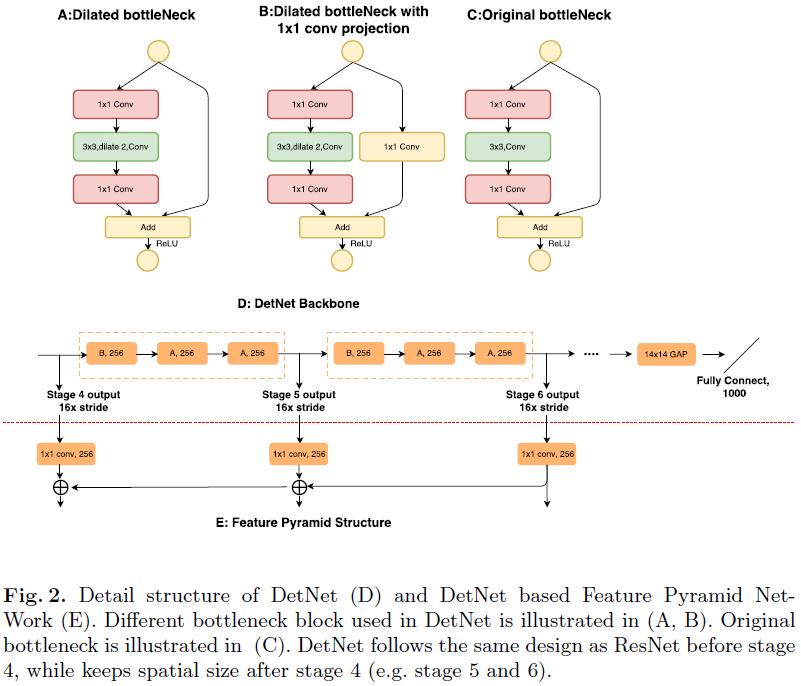 A:Dilated bottleNeck
B:Dilated bottleNeck with
1x1 conv projection
C:Original bottleNeck
1x1 Conv
3x3,dilate 2,Conv
1x1 Conv
Add
ReLU
1x1 Conv
3x3,dilate 2,Conv
1x1 Conv
1x1 Conv
Add
ReLU
1x1 Conv
3x3,Conv
1x1 Conv
Add
ReLU
D: DetNet Backbone
B, 256
A, 256
A, 256
B, 256
A, 256
A, 256
....
14x14 GAP
Fully Connect,
1000
Stage 4 output
16x stride
Stage 5 output
16x stride
Stage 6 output
16x stride
1x1 conv, 256
1x1 conv, 256
1x1 conv, 256
E: Feature Pyramid Structure
Fig. 2. Detail structure of DetNet (D) and DetNet based Feature Pyramid Net-
Work (E). Different bottleneck block used in DetNet is illustrated in (A, B). Original
bottleneck is illustrated in (C). DetNet follows the same design as ResNet before stage
4, while keeps spatial size after stage 4 (e.g. stage 5 and 6).